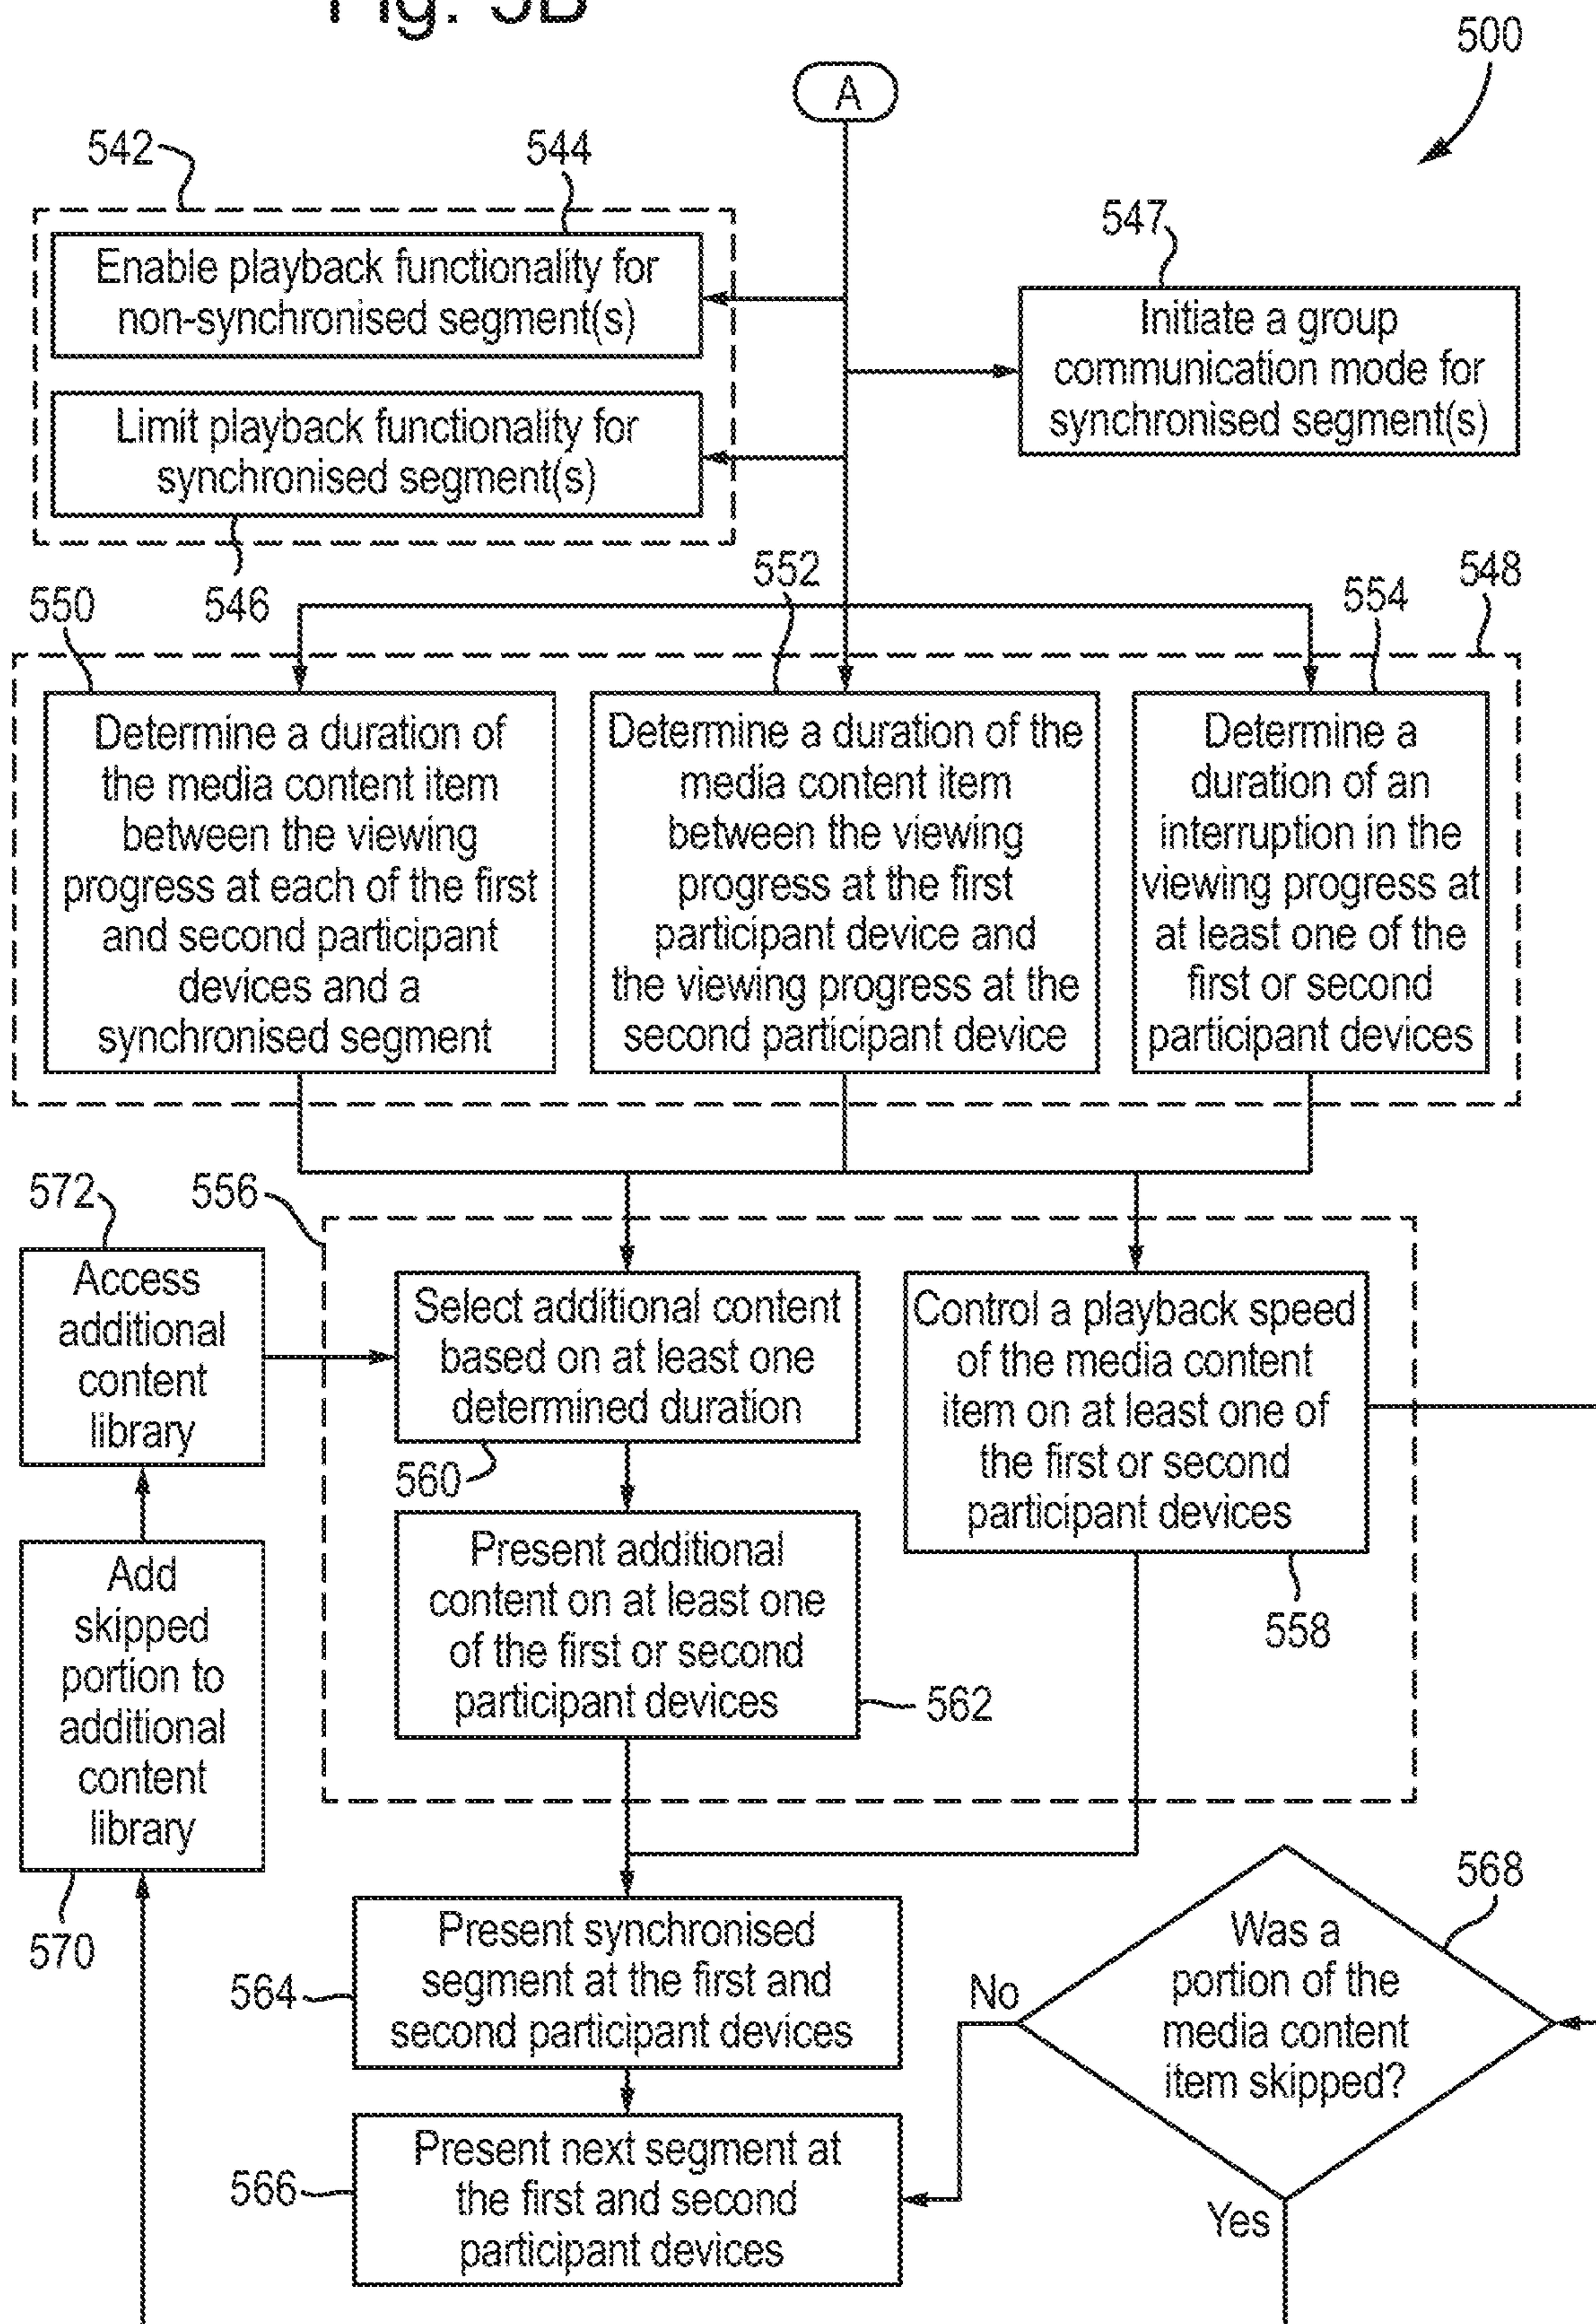 Fig. 5B
500
A
542
544
547
Enable playback functionality for
non-synchronised segment(s)
Initiate a group
communication mode for
synchronised segment(s)
Limit playback functionality for
synchronised segment(s)
546
550
552
554
548
Determine a duration of
the media content item
between the viewing
progress at each of the first
and second participant
devices and a
synchronised segment
Determine a duration of the
media content item
between the viewing
progress at the first
participant device and
the viewing progress at the
second participant device
Determine a
duration of an
interruption in the
viewing progress at
at least one of the
first or second
participant devices
572
556
Access
additional
content
library
Select additional content
based on at least one
determined duration
560
Control a playback speed
of the media content
item on at least one of
the first or second
participant devices
558
Add
skipped
portion to
additional
content
library
570
Present additional
content on at least one
of the first or second
participant devices
562
Present synchronised
segment at the first and
second participant devices
564
568
Was a
portion of the
media content
item skipped?
No
Yes
Present next segment at
the first and second
participant devices
566